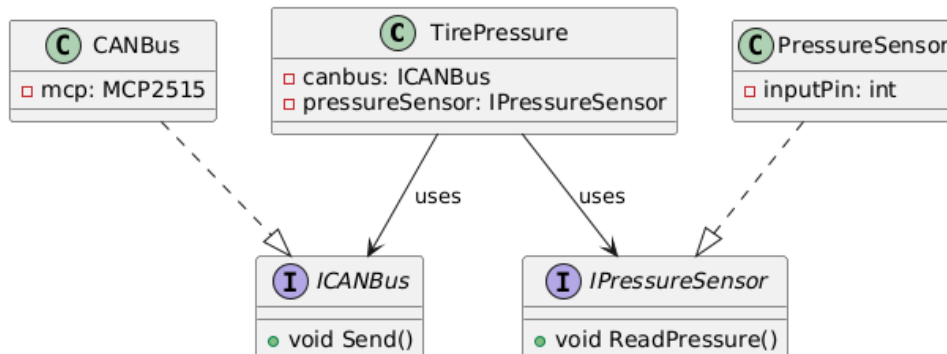 C CANBus
mcp: MCP2515
C TirePressure
canbus: ICANBus
pressureSensor: IPressureSensor
C PressureSensor
inputPin: int
uses
uses
I ICANBus
void Send()
I IPressureSensor
void ReadPressure()